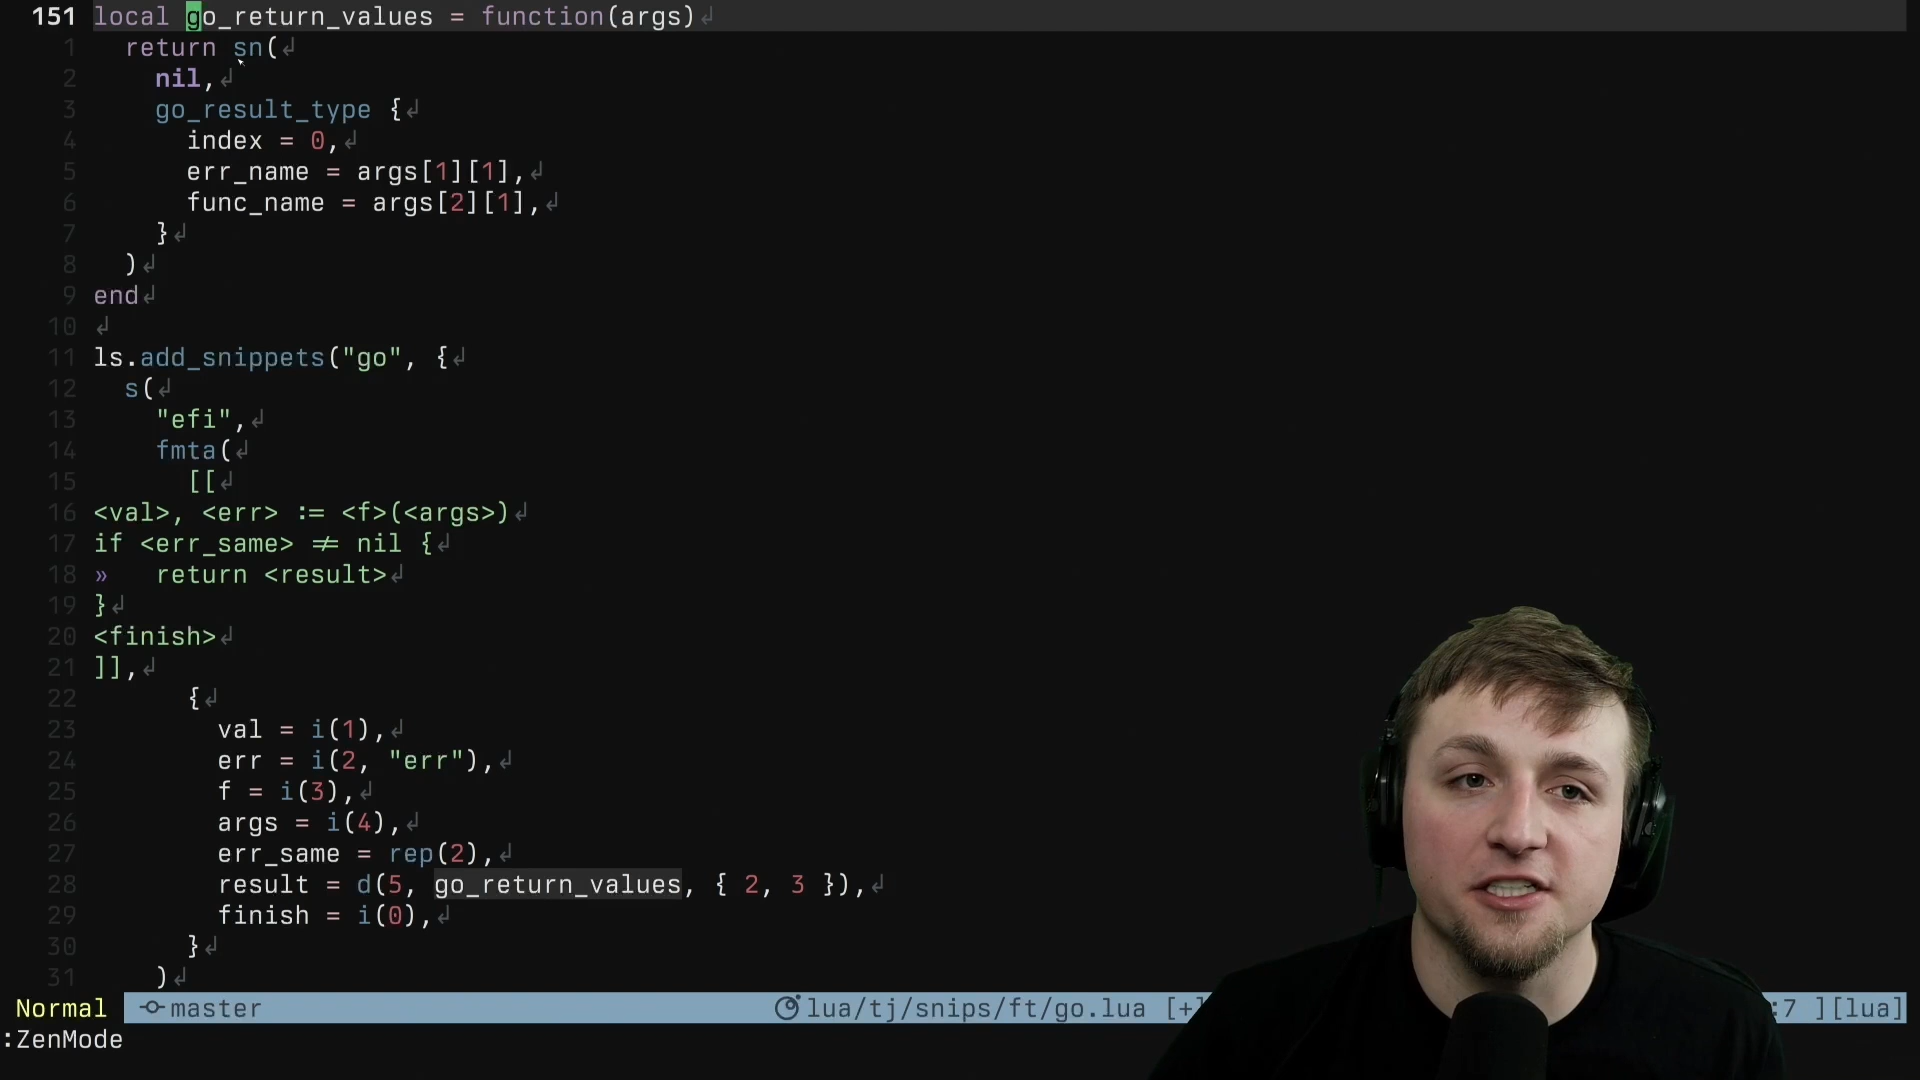 151 local go_return_values = function(args)↲
1 return sn(↲
2 nil,↲
3 go_result_type {↲
4 index = 0,↲
5 err_name = args[1][1],↲
6 func_name = args[2][1],↲
7 }↲
8 )↲
9 end↲
10 ↲
11 ls.add_snippets("go", {↲
12 s(↲
13 "efi",↲
14 fmta(↲
15 [[↲
16 <val>, <err> := <f>(<args>)↲
17 if <err_same> != nil {↲
18 » return <result>↲
19 }↲
20 <finish>↲
21 ]],↲
22 {↲
23 val = i(1),↲
24 err = i(2, "err"),↲
25 f = i(3),↲
26 args = i(4),↲
27 err_same = rep(2),↲
28 result = d(5, go_return_values, { 2, 3 }),↲
29 finish = i(0),↲
30 }↲
31 )↲
Normal master lua/tj/snips/ft/go.lua [+] :7 ][lua]
:ZenMode